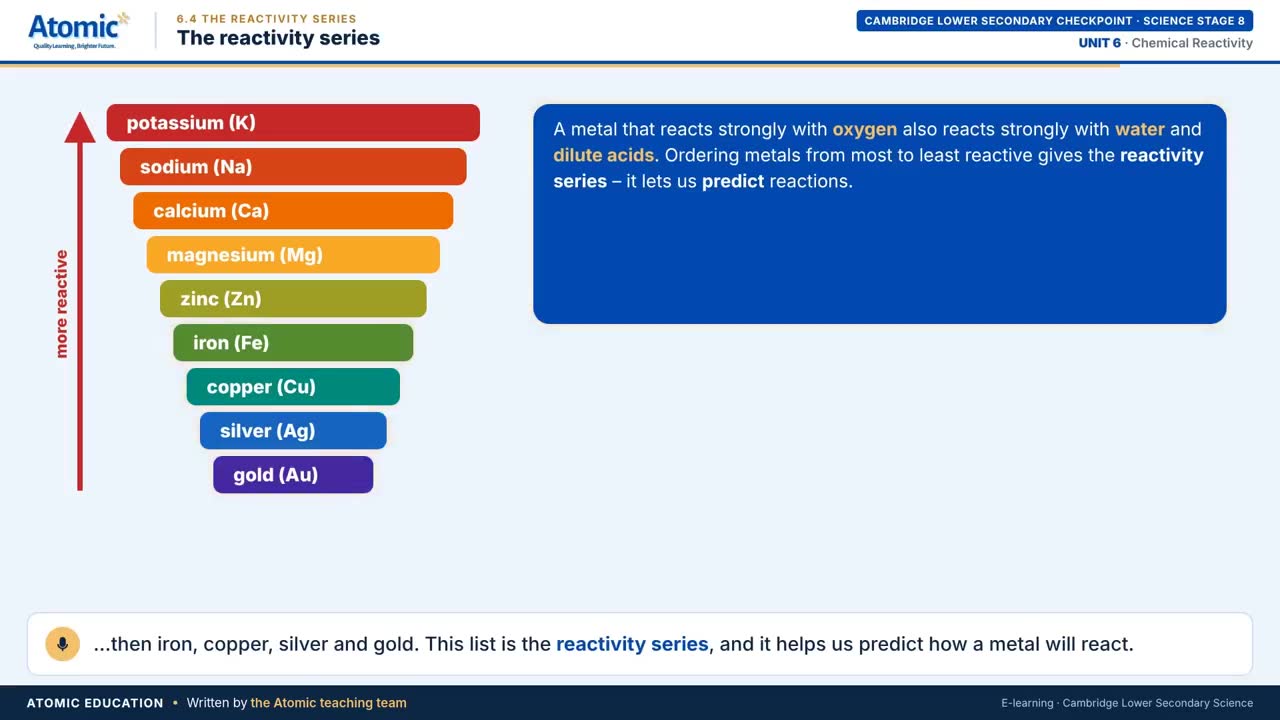 Atomic
Quality Learning, Brighter Future.
6.4 THE REACTIVITY SERIES
The reactivity series
CAMBRIDGE LOWER SECONDARY CHECKPOINT · SCIENCE STAGE 8
UNIT 6 · Chemical Reactivity
more reactive
potassium (K)
sodium (Na)
calcium (Ca)
magnesium (Mg)
zinc (Zn)
iron (Fe)
copper (Cu)
silver (Ag)
gold (Au)
A metal that reacts strongly with oxygen also reacts strongly with water and
dilute acids. Ordering metals from most to least reactive gives the reactivity
series – it lets us predict reactions.
...then iron, copper, silver and gold. This list is the reactivity series, and it helps us predict how a metal will react.
ATOMIC EDUCATION • Written by the Atomic teaching team
E-learning · Cambridge Lower Secondary Science